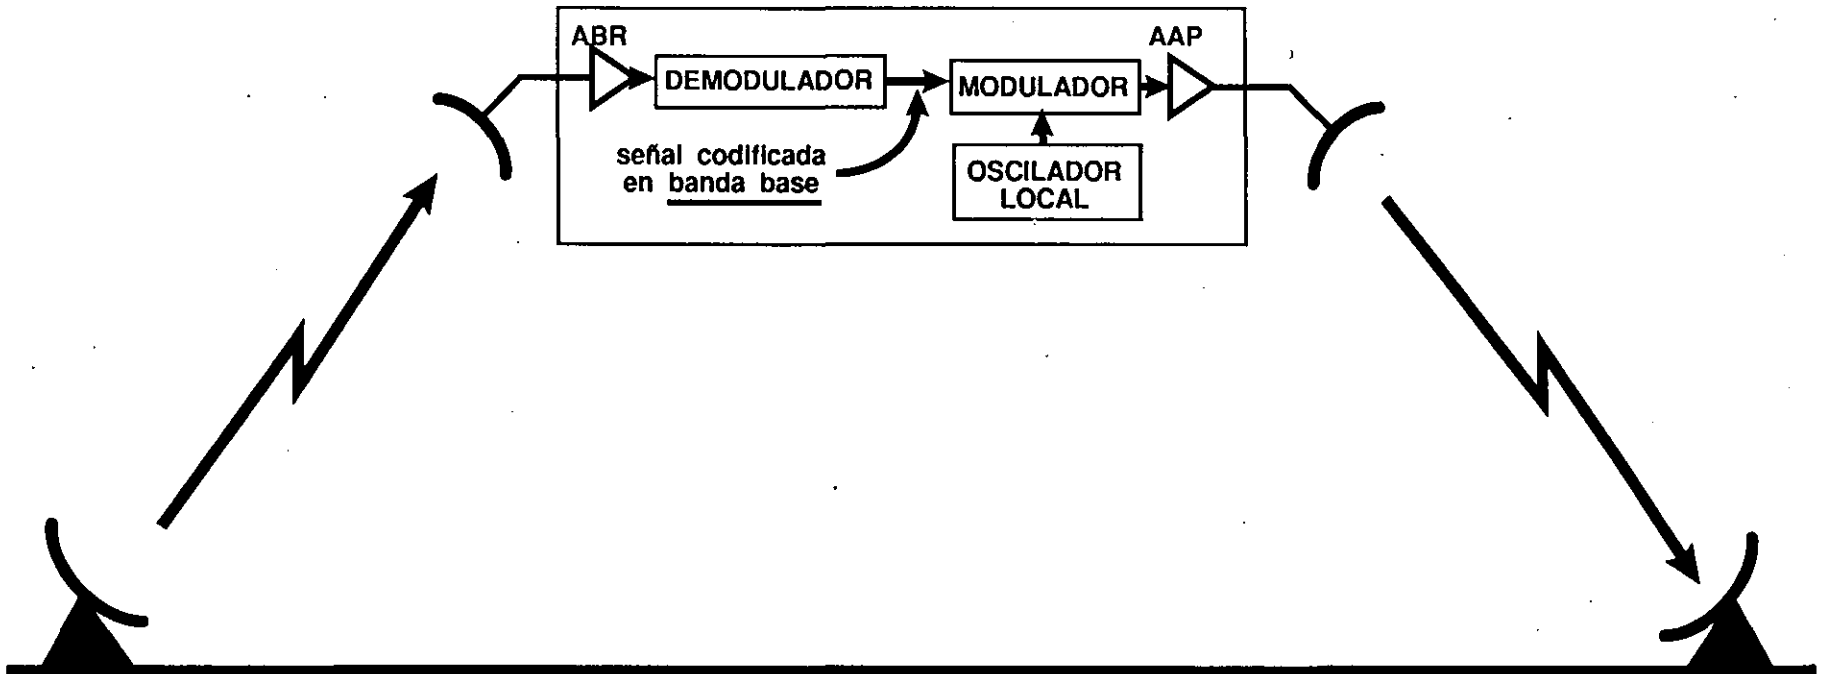 ABR
AAP
DEMODULADOR
MODULADOR
señal codificada
en banda base
OSCILADOR
LOCAL